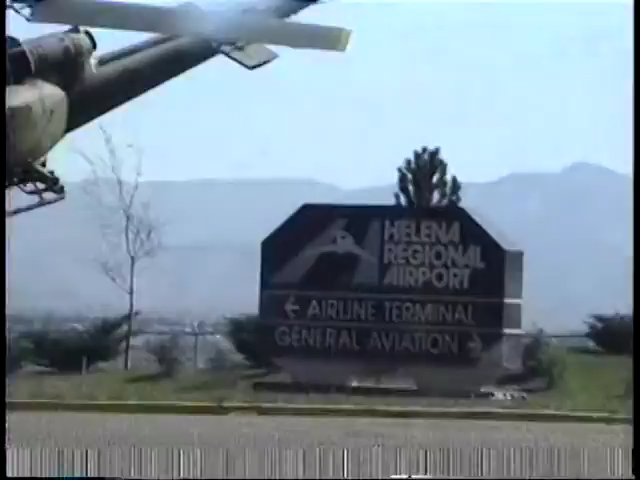 HELENA
REGIONAL
AIRPORT
← AIRLINE TERMINAL
GENERAL AVIATION →